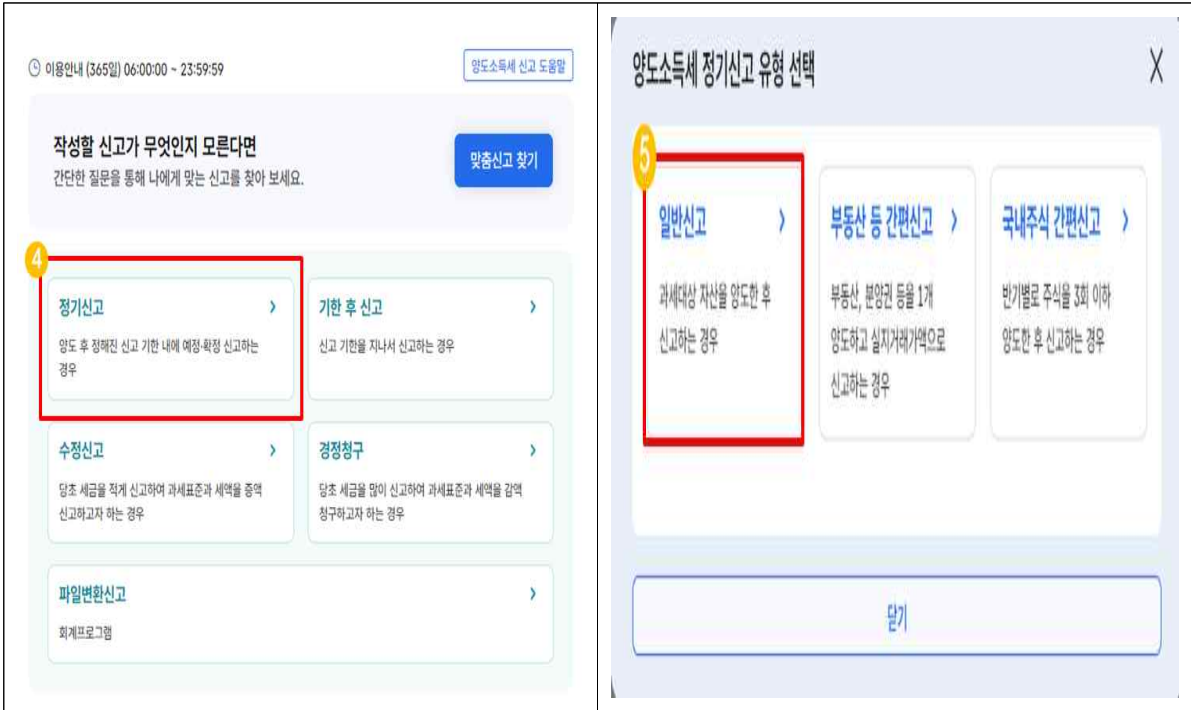 이용안내 (365일) 06:00:00 ~ 23:59:59
양도소득세 신고 도움말
작성할 신고가 무엇인지 모른다면
간단한 질문을 통해 나에게 맞는 신고를 찾아 보세요.
맞춤신고 찾기
4
정기신고
양도 후 정해진 신고 기한 내에 예정·확정 신고하는
경우
기한 후 신고
신고 기한을 지나서 신고하는 경우
수정신고
당초 세금을 적게 신고하여 과세표준과 세액을 증액
신고하고자 하는 경우
경정청구
당초 세금을 많이 신고하여 과세표준과 세액을 감액
청구하고자 하는 경우
파일변환신고
회계프로그램
양도소득세 정기신고 유형 선택
5
일반신고
과세대상 자산을 양도한 후
신고하는 경우
부동산 등 간편신고
부동산, 분양권 등을 1개
양도하고 실지거래가액으로
신고하는 경우
국내주식 간편신고
반기별로 주식을 3회 이하
양도한 후 신고하는 경우
닫기